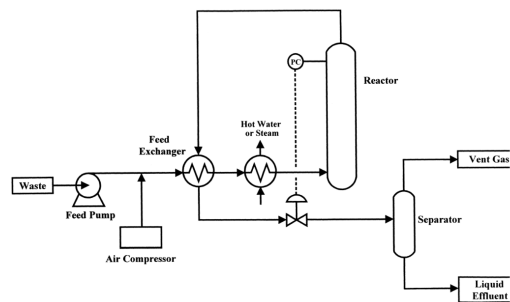 PC
Reactor
Hot Water
or Steam
Feed
Exchanger
Vent Gas
Waste
Feed Pump
Separator
Air Compressor
Liquid
Effluent